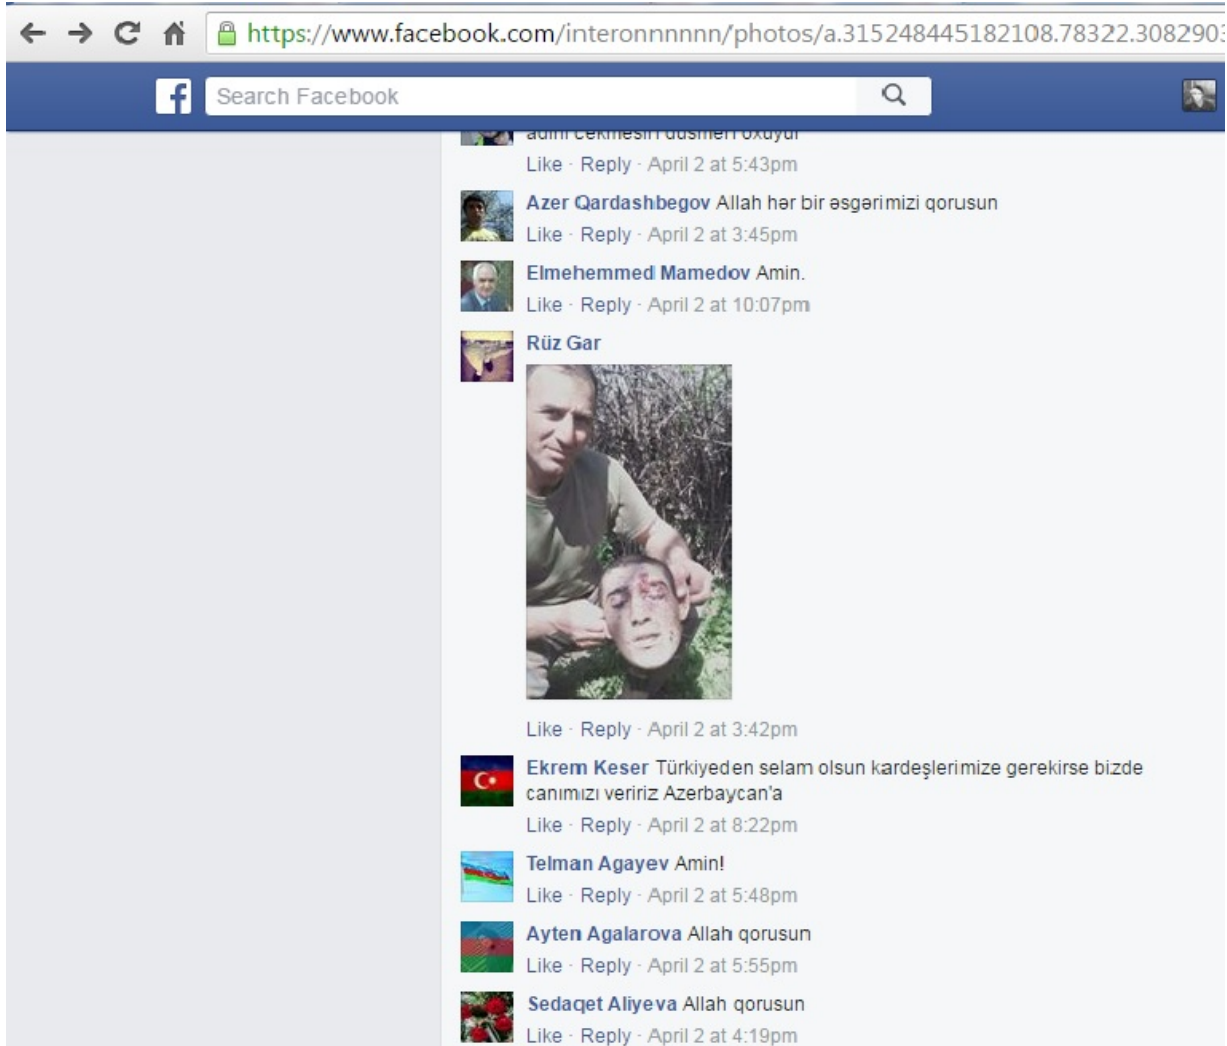 https://www.facebook.com/interonnnnnn/photos/a.315248445182108.78322.3082903
Search Facebook
Like · Reply · April 2 at 5:43pm
Azer Qardashbegov Allah hər bir əsgərimizi qorusun
Like · Reply · April 2 at 3:45pm
Elmehemmed Mamedov Amin.
Like · Reply · April 2 at 10:07pm
Rüz Gar
Like · Reply · April 2 at 3:42pm
Ekrem Keser Türkiyeden selam olsun kardeşlerimize gerekirse bizde
canımızı veririz Azerbaycan'a
Like · Reply · April 2 at 8:22pm
Telman Agayev Amin!
Like · Reply · April 2 at 5:48pm
Ayten Agalarova Allah qorusun
Like · Reply · April 2 at 5:55pm
Sedaqet Aliyeva Allah qorusun
Like · Reply · April 2 at 4:19pm